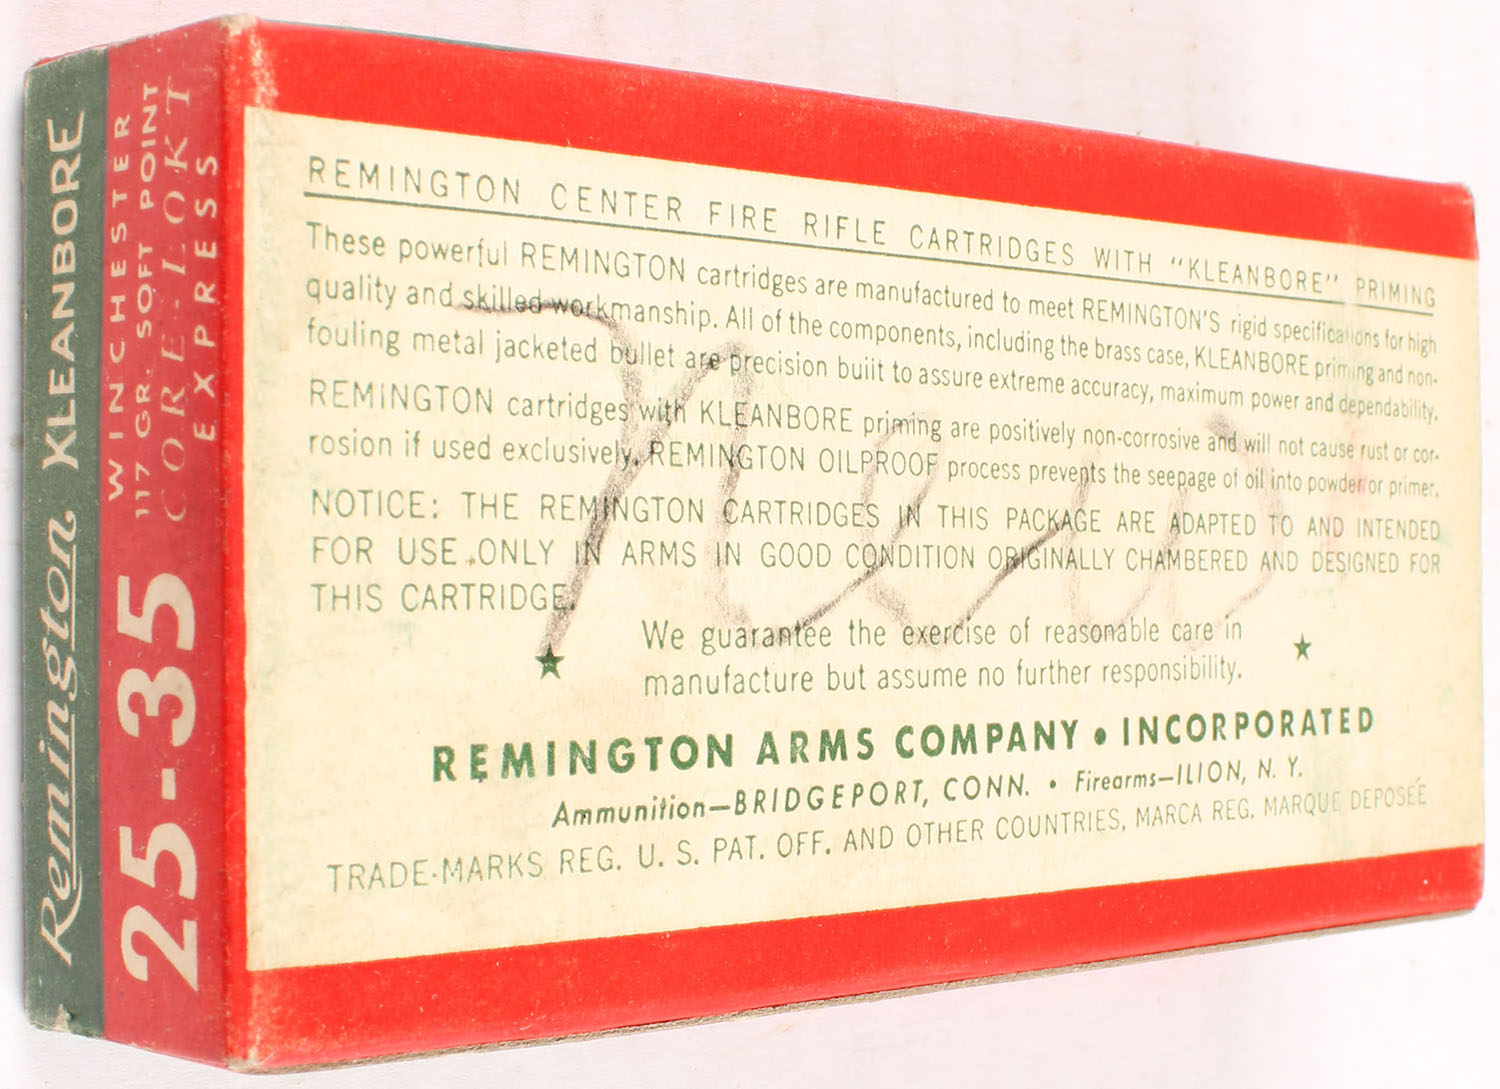 Remington KLEANBORE
25-35 WINCHESTER
117 GR. SOFT POINT
CORE-LOKT
EXPRESS
REMINGTON CENTER FIRE RIFLE CARTRIDGES WITH "KLEANBORE" PRIMING
These powerful REMINGTON cartridges are manufactured to meet REMINGTON'S rigid specifications for high
quality and skilled workmanship. All of the components, including the brass case, KLEANBORE priming and non-
fouling metal jacketed bullet are precision built to assure extreme accuracy, maximum power and dependability.
REMINGTON cartridges with KLEANBORE priming are positively non-corrosive and will not cause rust or cor-
rosion if used exclusively. REMINGTON OILPROOF process prevents the seepage of oil into powder or primer.
NOTICE: THE REMINGTON CARTRIDGES IN THIS PACKAGE ARE ADAPTED TO AND INTENDED
FOR USE ONLY IN ARMS IN GOOD CONDITION ORIGINALLY CHAMBERED AND DESIGNED FOR
THIS CARTRIDGE.
We guarantee the exercise of reasonable care in
manufacture but assume no further responsibility.
REMINGTON ARMS COMPANY • INCORPORATED
Ammunition—BRIDGEPORT, CONN. • Firearms—ILION, N. Y.
TRADE-MARKS REG. U. S. PAT. OFF. AND OTHER COUNTRIES, MARCA REG. MARQUE DEPOSÉE
New